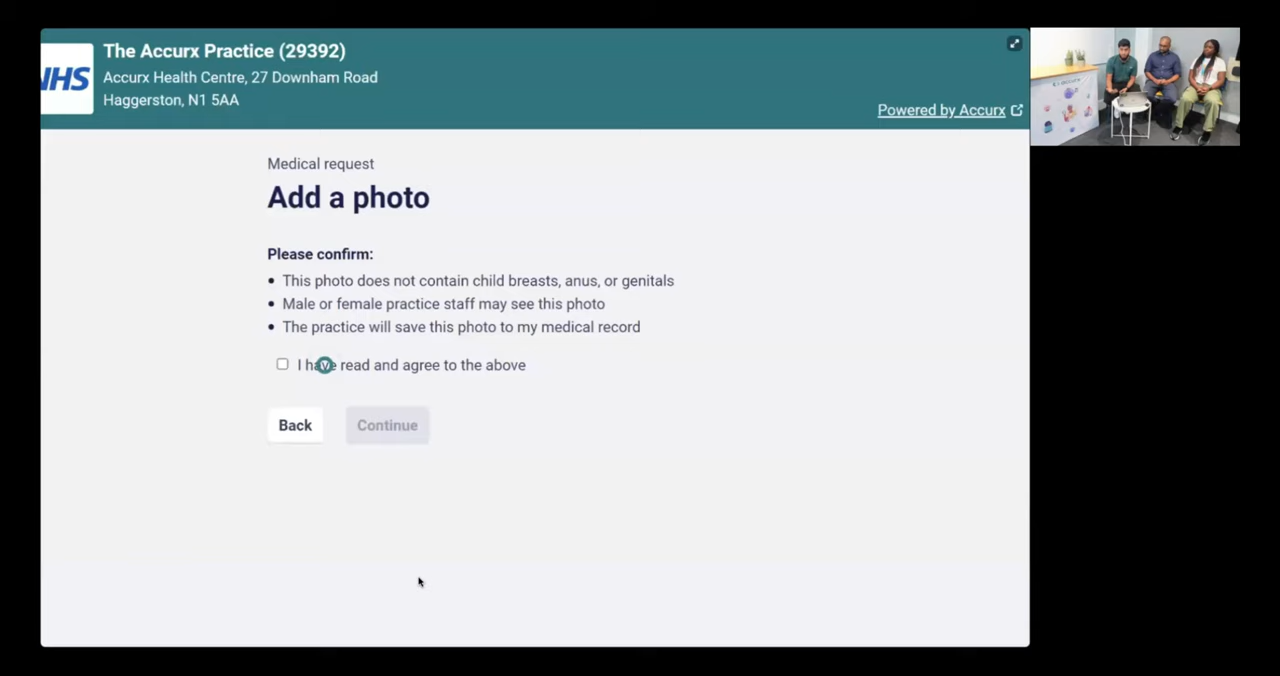 NHS
The Accurx Practice (29392)
Accurx Health Centre, 27 Downham Road
Haggerston, N1 5AA
Powered by Accurx
Medical request
Add a photo
Please confirm:
• This photo does not contain child breasts, anus, or genitals
• Male or female practice staff may see this photo
• The practice will save this photo to my medical record
I have read and agree to the above
Back
Continue